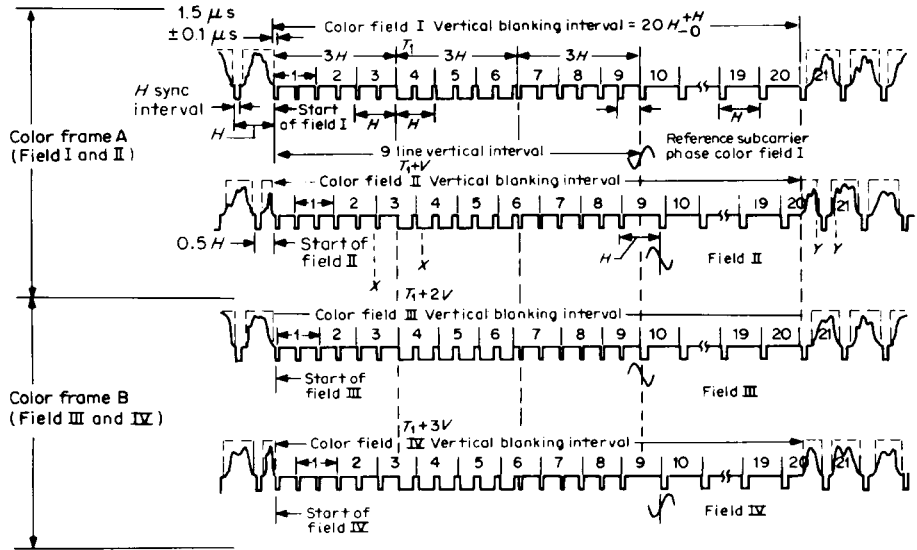 1.5 μs
±0.1 μs
Color field I Vertical blanking interval = 20 H +H -0
3H T1 3H 3H
1 2 3 4 5 6 7 8 9 10 19 20 21
H sync
interval
Start
of field I
H H H
H
Color frame A
(Field I and II)
9 line vertical interval
Reference subcarrier
phase color field I
T1+V
Color field II Vertical blanking interval
1 2 3 4 5 6 7 8 9 10 19 20 21
0.5 H
Start of
field II
X X
H
Field II
Y Y
T1+2V
Color field III Vertical blanking interval
1 2 3 4 5 6 7 8 9 10 19 20 21
Start of
field III
Field III
Color frame B
(Field III and IV)
T1+3V
Color field IV Vertical blanking interval
1 2 3 4 5 6 7 8 9 10 19 20 21
Start of
field IV
Field IV